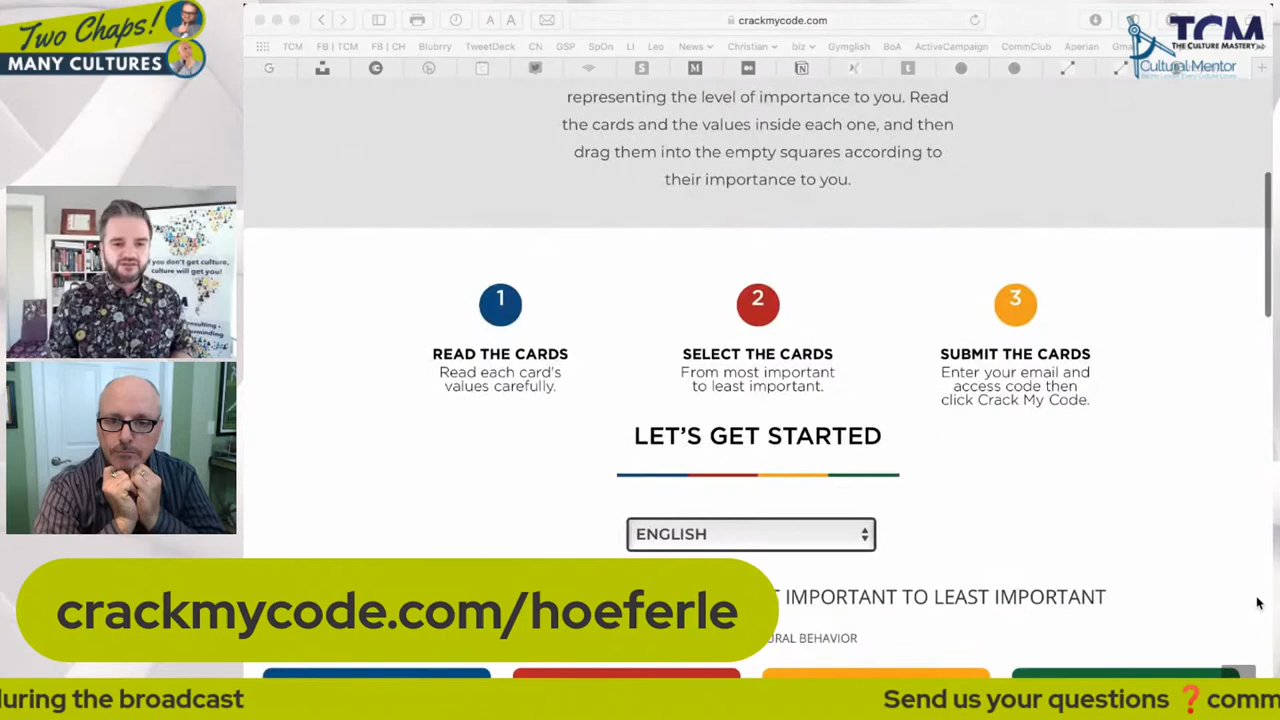 Two Chaps!
MANY CULTURES
crackmycode.com
TCM FB | TCM FB | CH Blubrry TweetDeck CN GSP SpOn LI Leo News Christian biz Gymglish BoA ActiveCampaign CommClub Aperian
TCM
THE CULTURE MASTERY
Cultural Mentor
representing the level of importance to you. Read
the cards and the values inside each one, and then
drag them into the empty squares according to
their importance to you.
you don't get culture,
culture will get you!
1
2
3
READ THE CARDS
Read each card's
values carefully.
SELECT THE CARDS
From most important
to least important.
SUBMIT THE CARDS
Enter your email and
access code then
click Crack My Code.
LET'S GET STARTED
ENGLISH
IMPORTANT TO LEAST IMPORTANT
BEHAVIOR
crackmycode.com/hoeferle
during the broadcast
Send us your questions ❓ comm